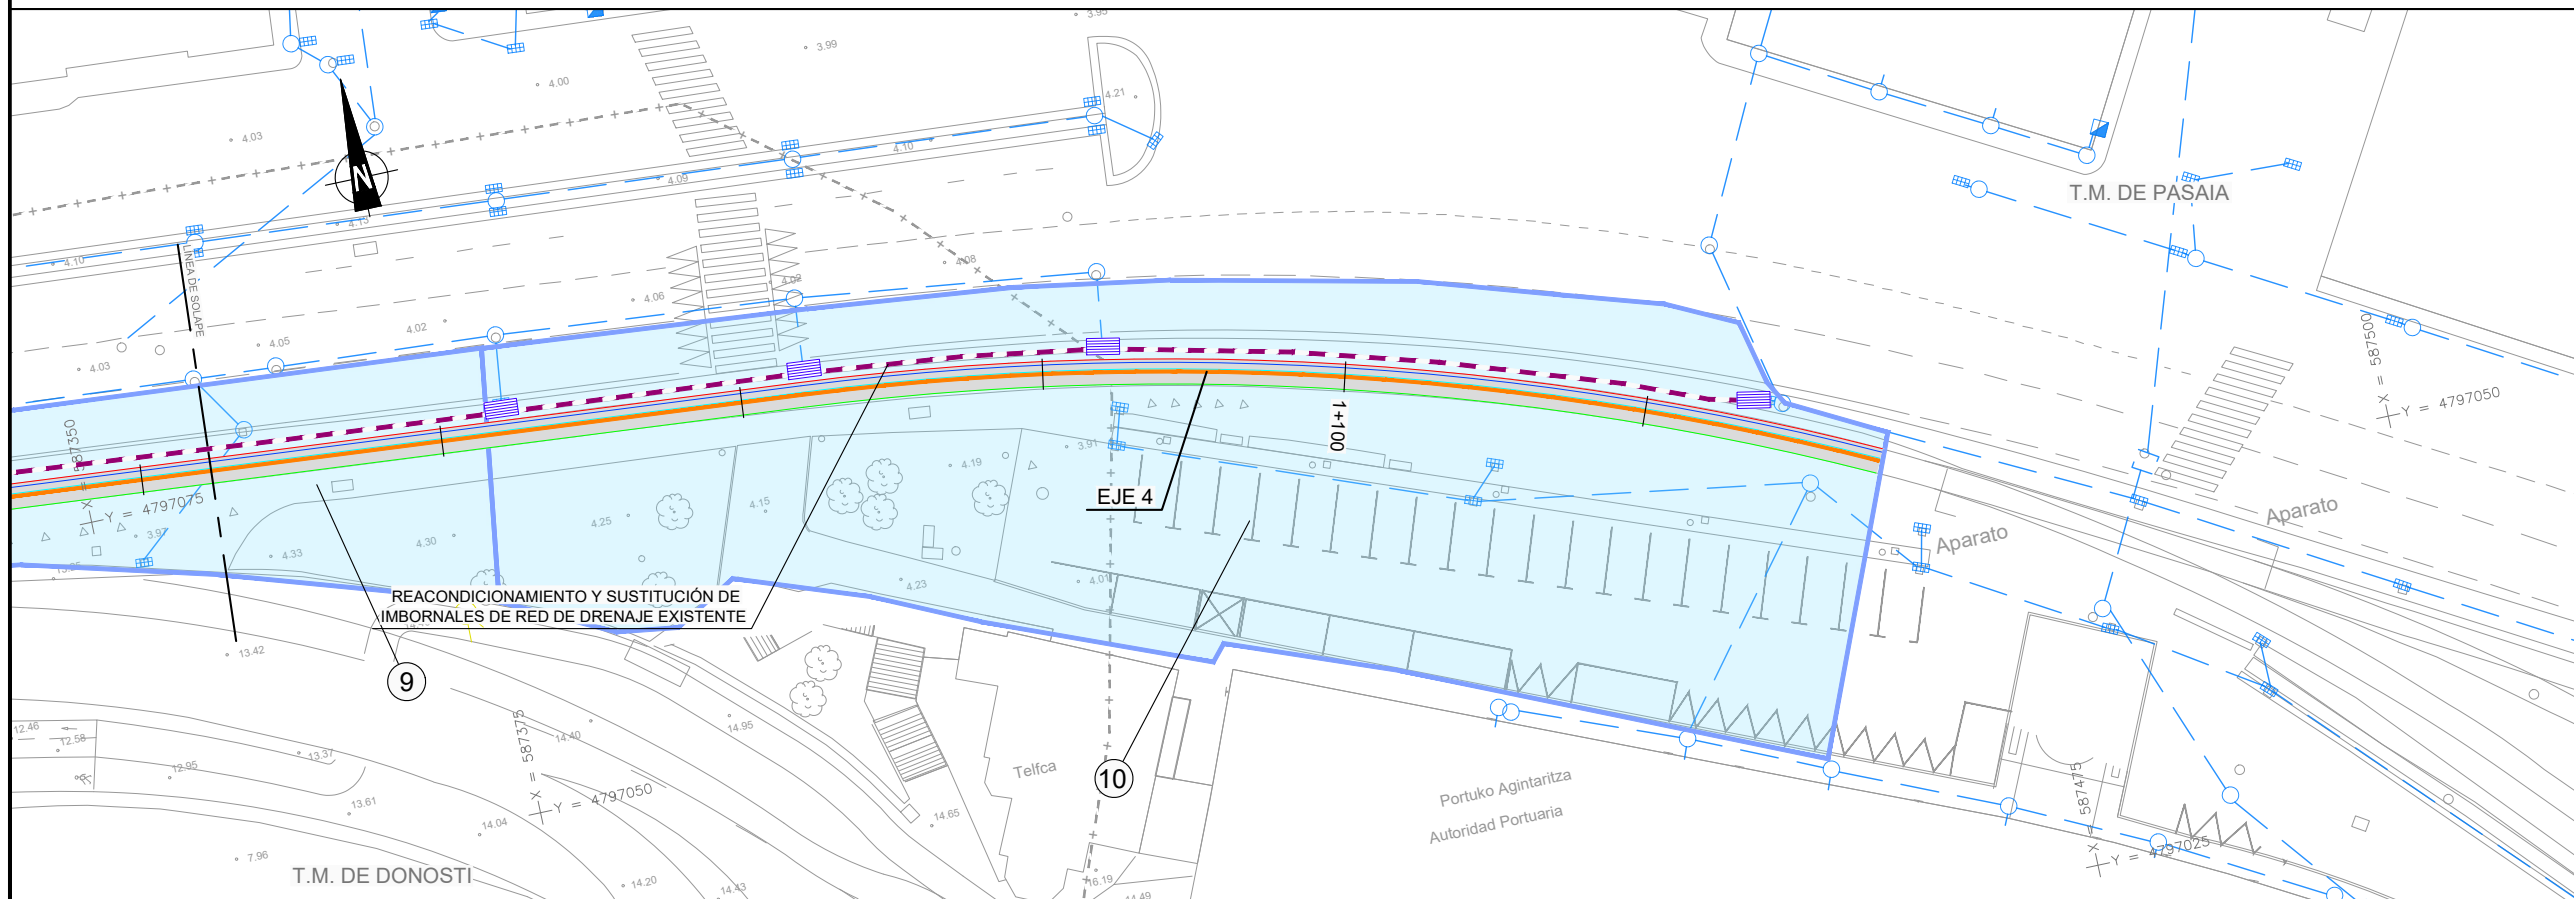 3.95
3.99
4.00
4.21
4.03
4.10
4.09
4.13
N
T.M. DE PASAIA
4.10
LINEA DE SOLAPE
4.08
4.02
4.06
4.02
4.05
4.03
X = 587500
Y = 4797050
1+100
X = 587350
Y = 4797075
3.91
4.19
EJE 4
4.15
4.25
4.30
4.33
3.97
Aparato
Aparato
4.01
4.23
REACONDICIONAMIENTO Y SUSTITUCIÓN DE
IMBORNALES DE RED DE DRENAJE EXISTENTE
13.42
9
14.95
14.40
X = 587375
Y = 4797050
12.46
12.58
13.37
12.95
13.61
14.04
7.96
Telfca
10
Portuko Agintaritza
Autoridad Portuaria
14.65
X = 587475
Y = 4797025
T.M. DE DONOSTI
14.20
14.43
16.19
14.49